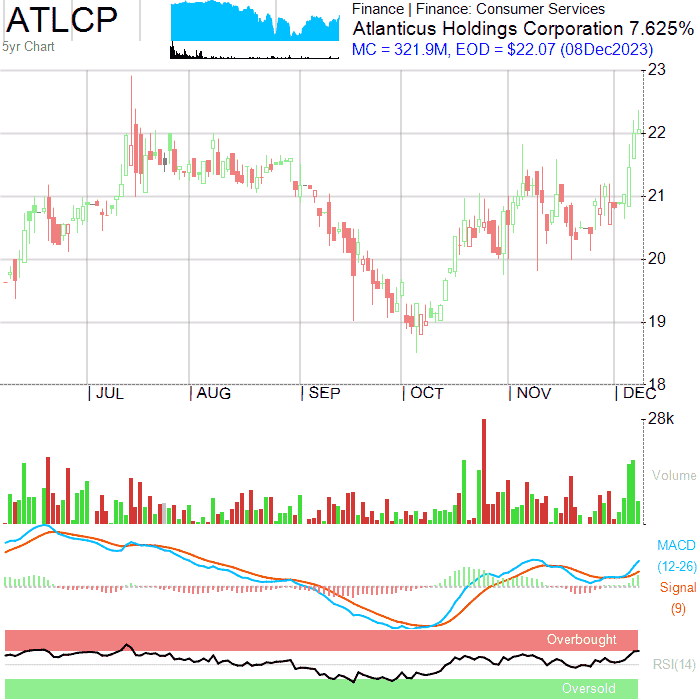 ATLCP
5yr Chart
Finance | Finance: Consumer Services
Atlanticus Holdings Corporation 7.625%
MC = 321.9M, EOD = $22.07 (08Dec2023)
23
22
21
20
19
18
| JUL | AUG | SEP | OCT | NOV | DEC
28k
Volume
MACD
(12-26)
Signal
(9)
Overbought
RSI(14)
Oversold